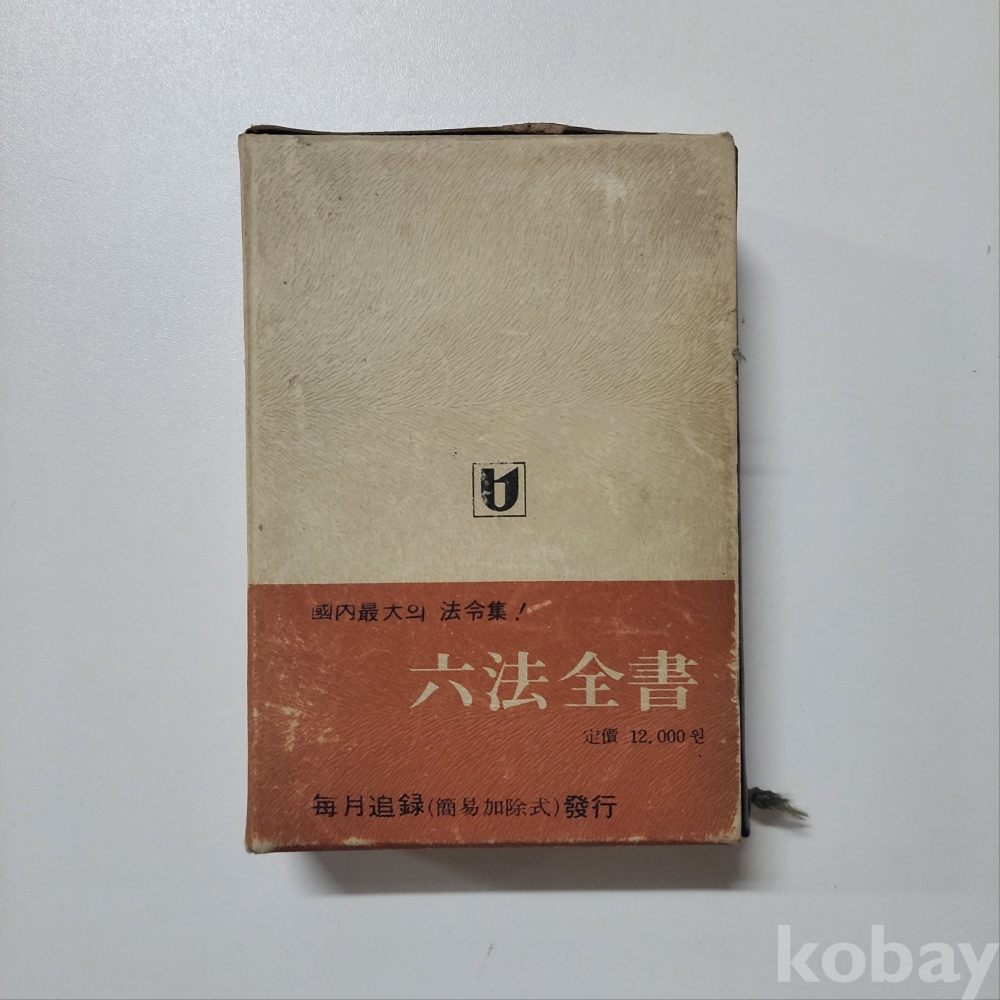 國內最大의 法令集!
六法全書
定價 12,000원
每月追録(簡易加除式)發行
kobay